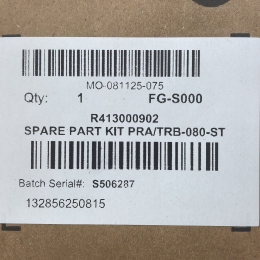 MO-081125-075
Qty: 1 FG-S000
R413000902
SPARE PART KIT PRA/TRB-080-ST
Batch Serial#: S506287
132856250815